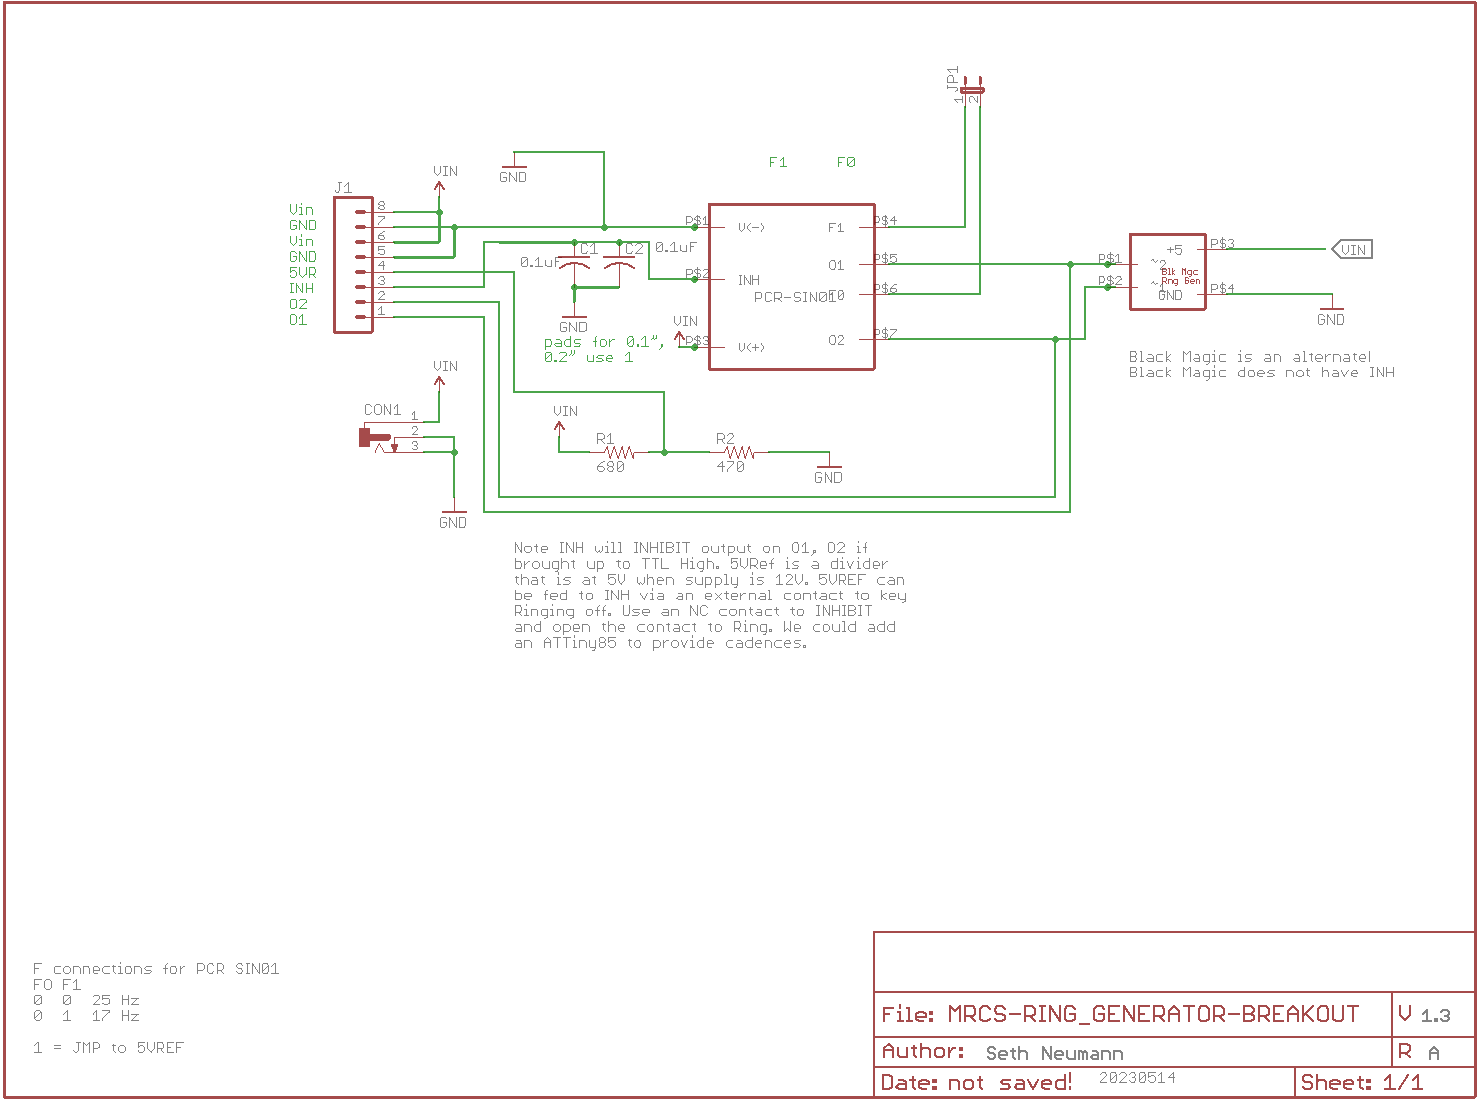 JP1
1
2
F1 F0
VIN
GND
J1
Vin
GND
Vin
GND
5VR
INH
O2
O1
8
7
6
5
4
3
2
1
P$1
P$2
P$3
V(-)
INH
V(+)
PCR-SIN01
F1
O1
F0
O2
P$4
P$5
P$6
P$7
C1
0.1uF
C2
0.1uF
GND
VIN
pads for 0.1",
0.2" use 1
P$1
P$2
+5
~2
Blk Mgc
Rng Gen
~1
GND
P$3
P$4
VIN
GND
Black Magic is an alternate!
Black Magic does not have INH
VIN
CON1
1
2
3
GND
VIN
R1
680
R2
470
GND
Note INH will INHIBIT output on O1, O2 if
brought up to TTL High. 5VRef is a divider
that is at 5V when supply is 12V. 5VREF can
be fed to INH via an external contact to key
Ringing off. Use an NC contact to INHIBIT
and open the contact to Ring. We could add
an ATTiny85 to provide cadences.
F connections for PCR SIN01
FO F1
0 0 25 Hz
0 1 17 Hz
1 = JMP to 5VREF
File: MRCS-RING_GENERATOR-BREAKOUT
V 1.3
Author: Seth Neumann
R A
Date: not saved! 20230514
Sheet: 1/1